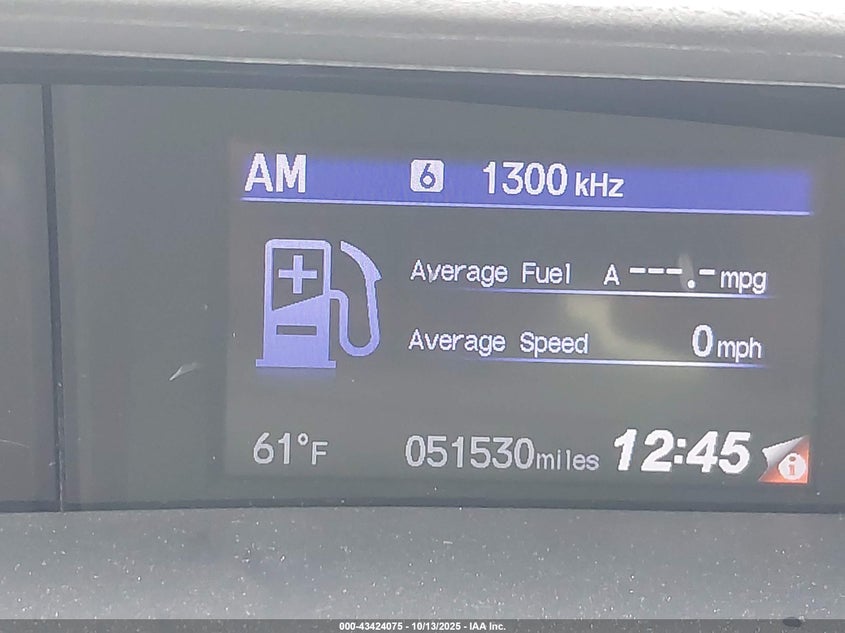 AM 6 1300 kHz
Average Fuel A ---.- mpg
Average Speed 0 mph
61°F 051530 miles 12:45 i
000-43424075 - 10/13/2025 - IAA Inc.